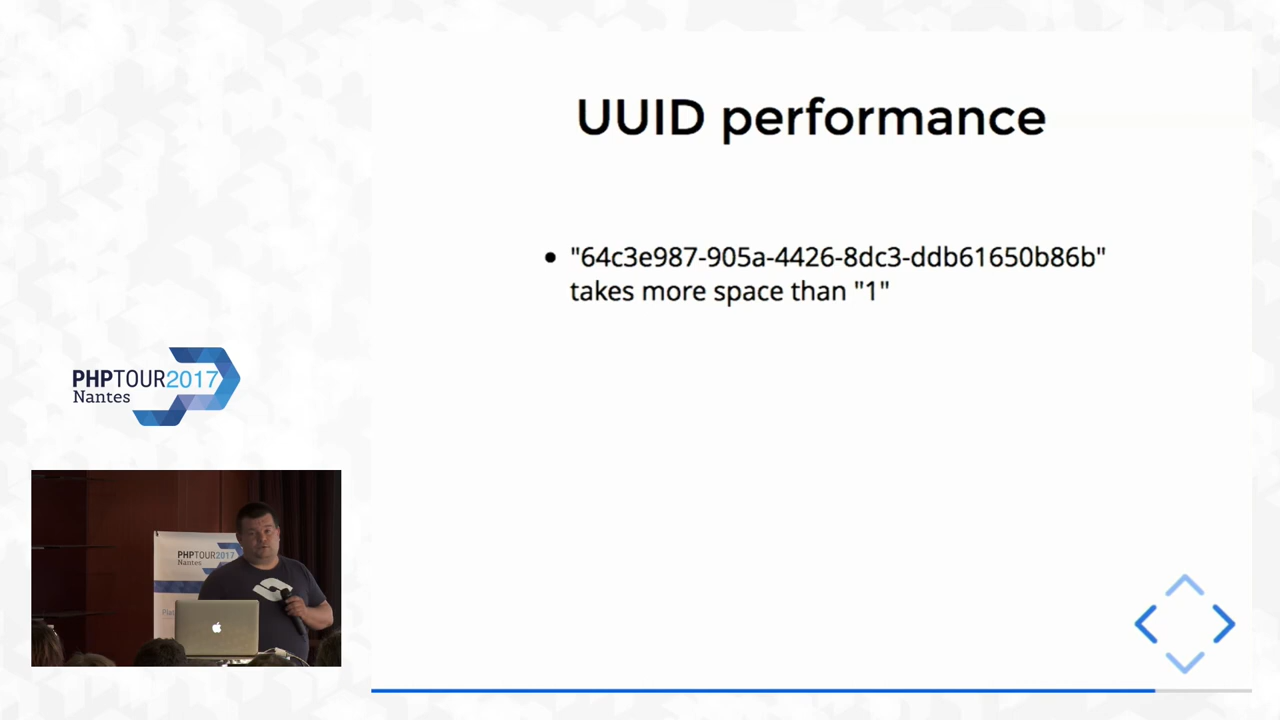 UUID performance
"64c3e987-905a-4426-8dc3-ddb61650b86b"
takes more space than "1"
PHPTOUR2017
Nantes
PHPTOUR2017
Nantes